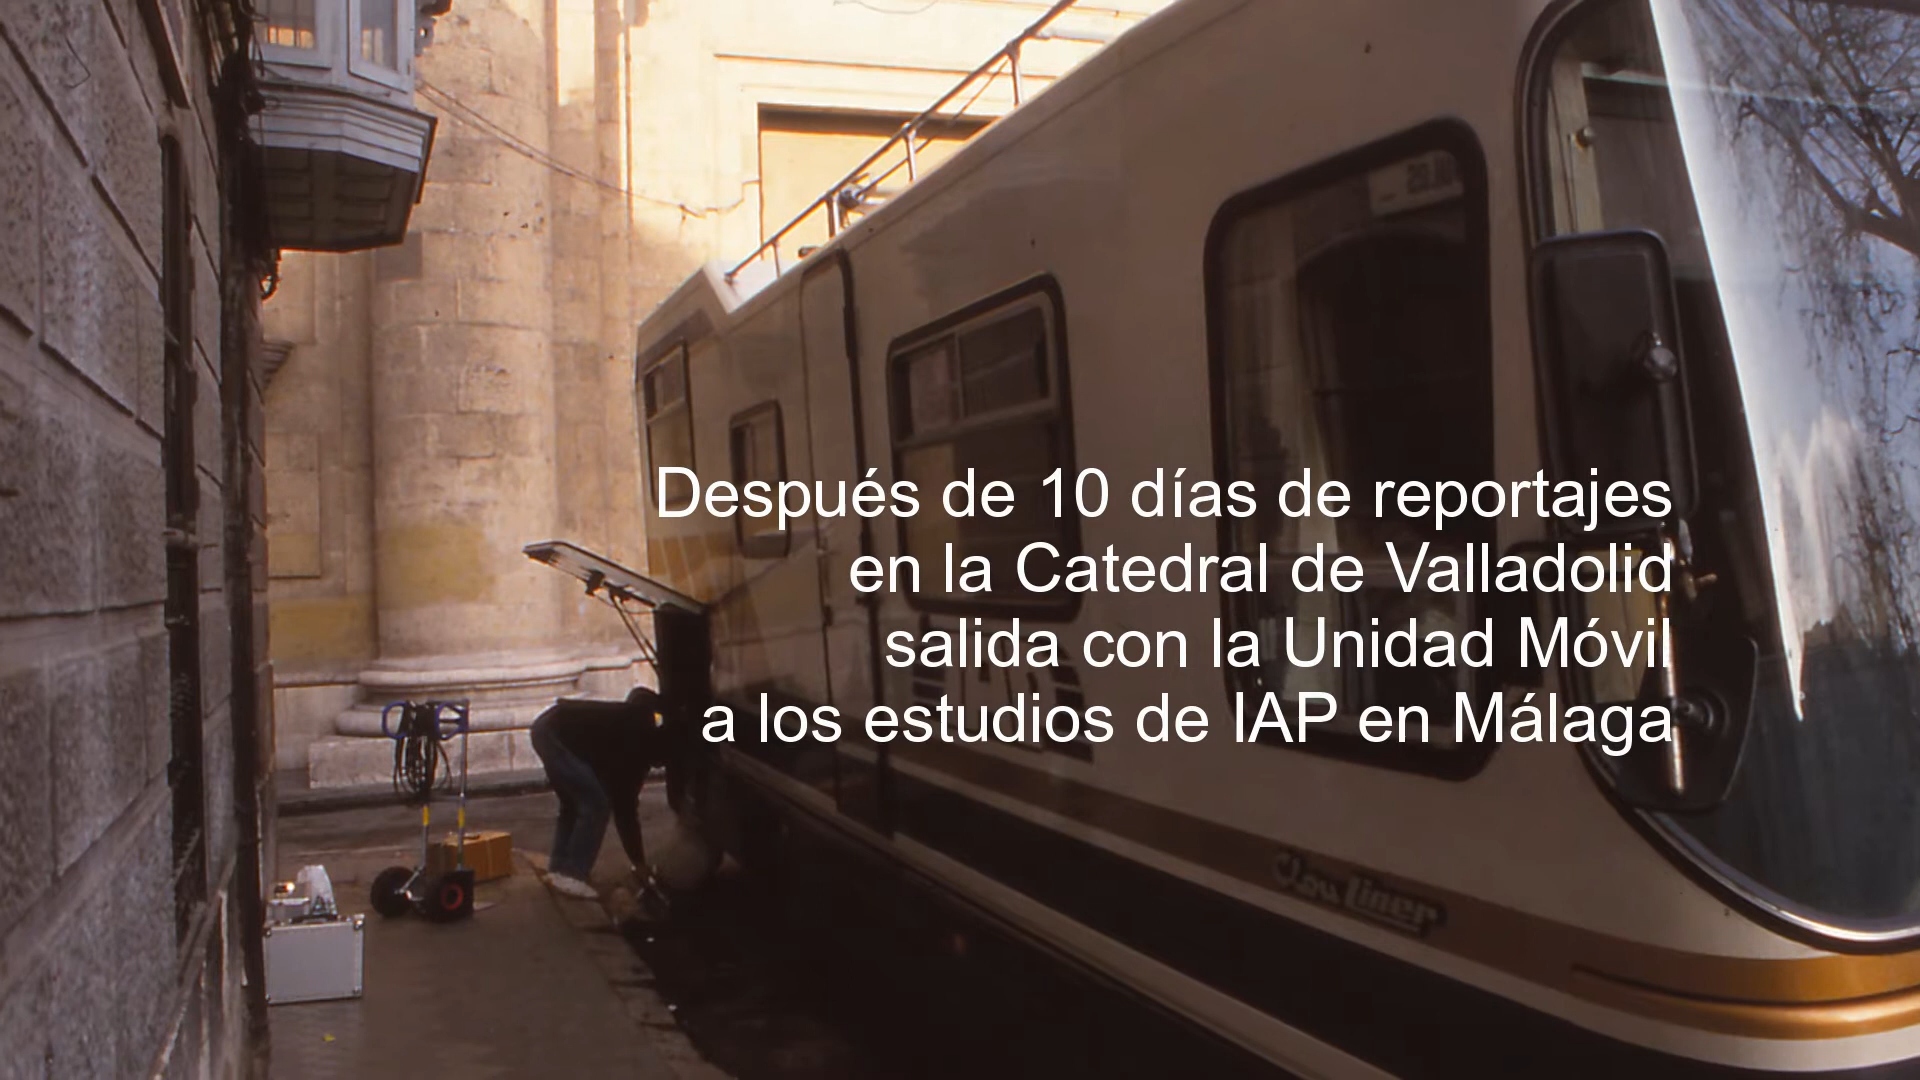 Después de 10 días de reportajes
en la Catedral de Valladolid
salida con la Unidad Móvil
a los estudios de IAP en Málaga
Liner